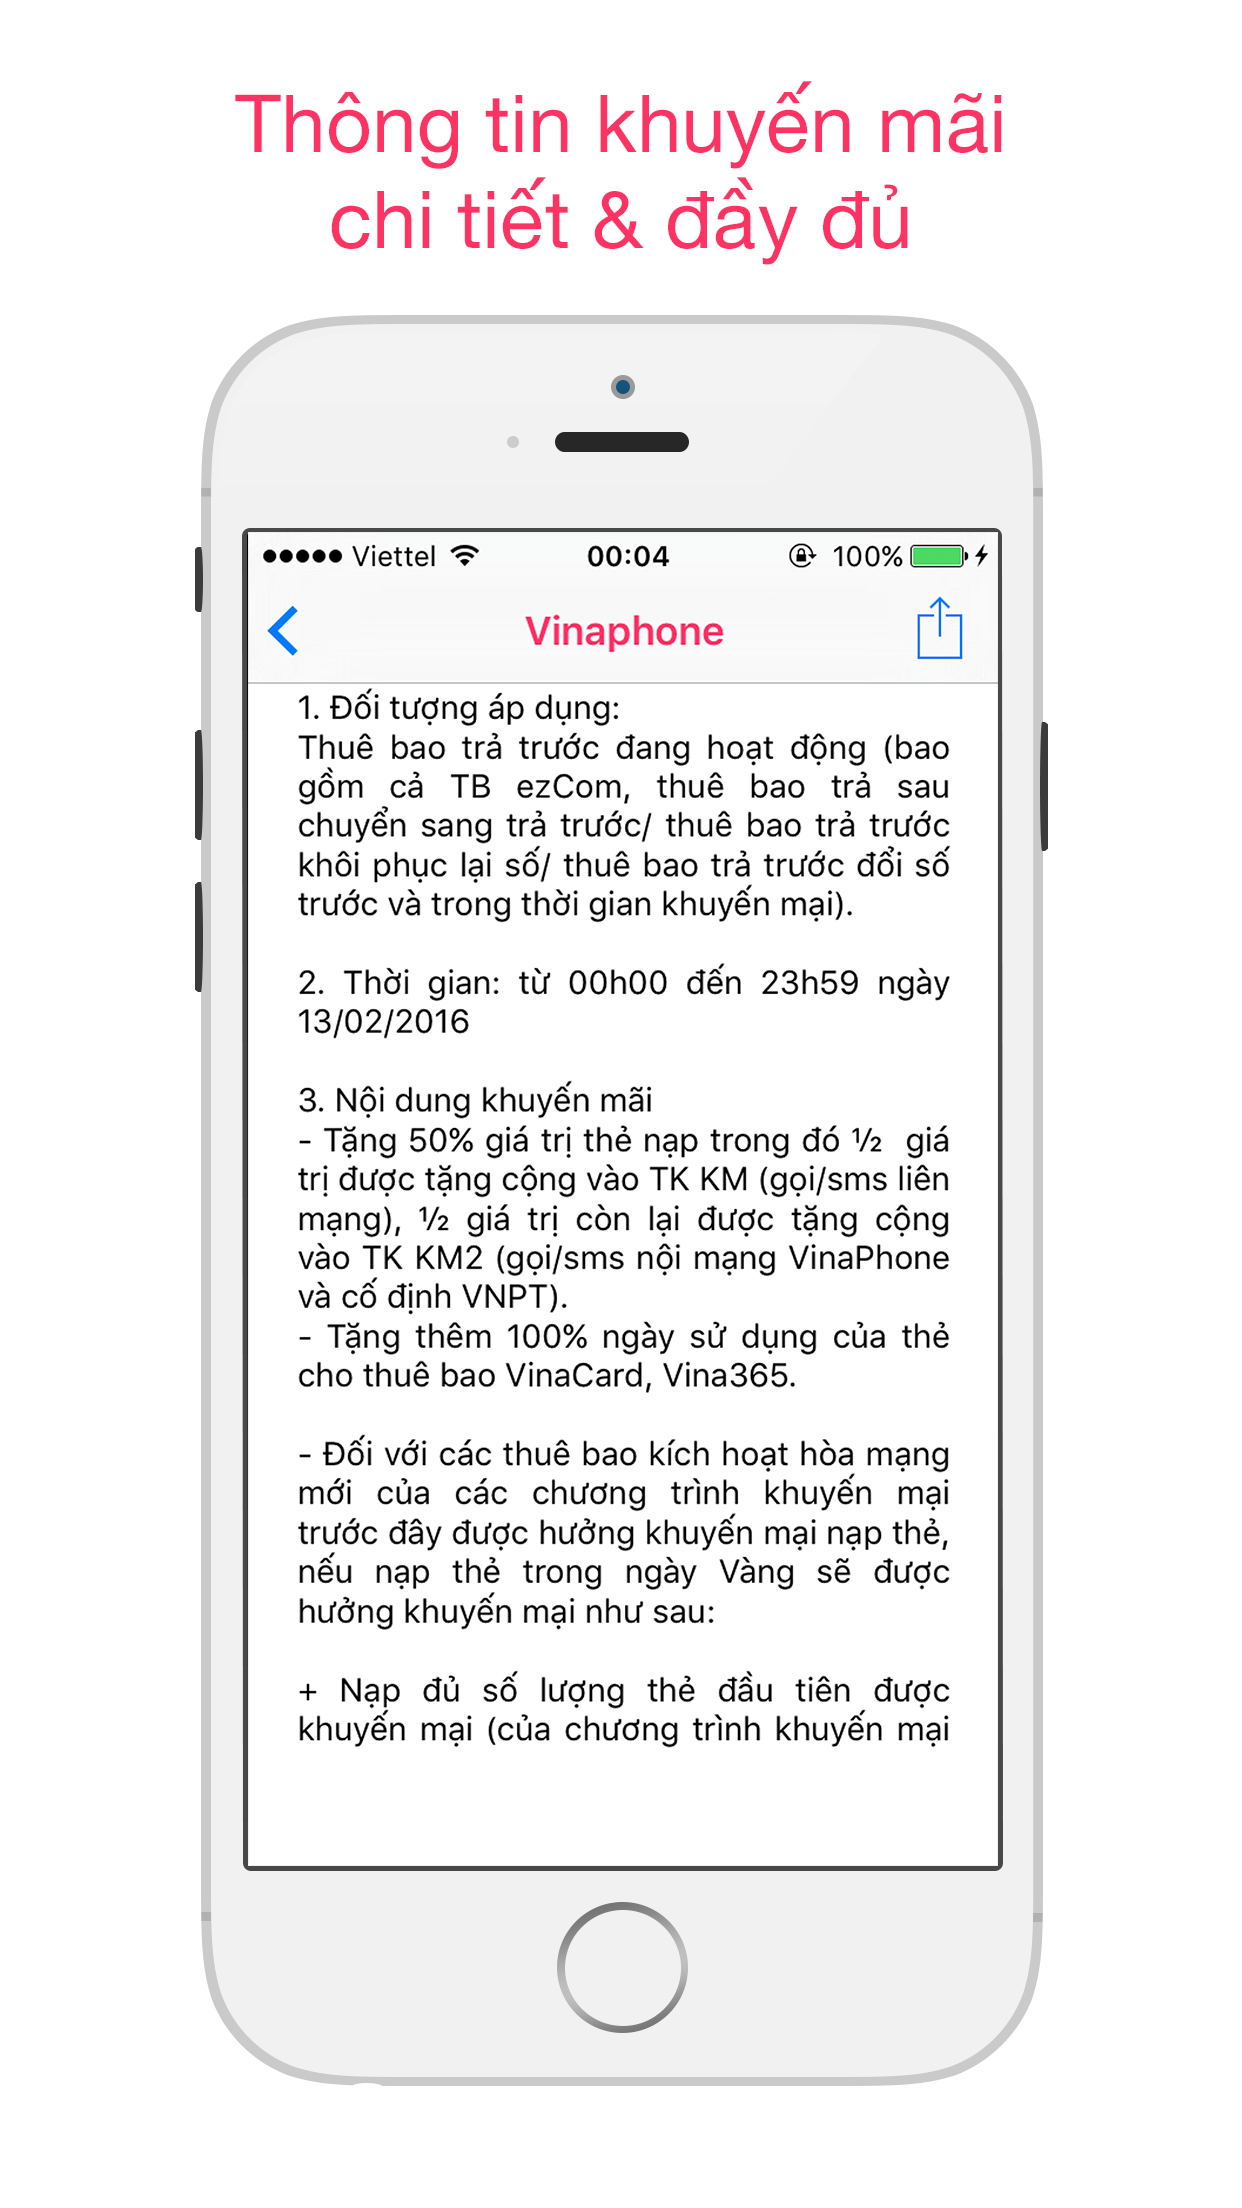 Thông tin khuyến mãi
chi tiết & đầy đủ
Viettel 00:04 100%
Vinaphone
1. Đối tượng áp dụng:
Thuê bao trả trước đang hoạt động (bao
gồm cả TB ezCom, thuê bao trả sau
chuyển sang trả trước/ thuê bao trả trước
khôi phục lại số/ thuê bao trả trước đổi số
trước và trong thời gian khuyến mại).
2. Thời gian: từ 00h00 đến 23h59 ngày
13/02/2016
3. Nội dung khuyến mãi
- Tặng 50% giá trị thẻ nạp trong đó ½ giá
trị được tặng cộng vào TK KM (gọi/sms liên
mạng), ½ giá trị còn lại được tặng cộng
vào TK KM2 (gọi/sms nội mạng VinaPhone
và cố định VNPT).
- Tặng thêm 100% ngày sử dụng của thẻ
cho thuê bao VinaCard, Vina365.
- Đối với các thuê bao kích hoạt hòa mạng
mới của các chương trình khuyến mại
trước đây được hưởng khuyến mại nạp thẻ,
nếu nạp thẻ trong ngày Vàng sẽ được
hưởng khuyến mại như sau:
+ Nạp đủ số lượng thẻ đầu tiên được
khuyến mại (của chương trình khuyến mại